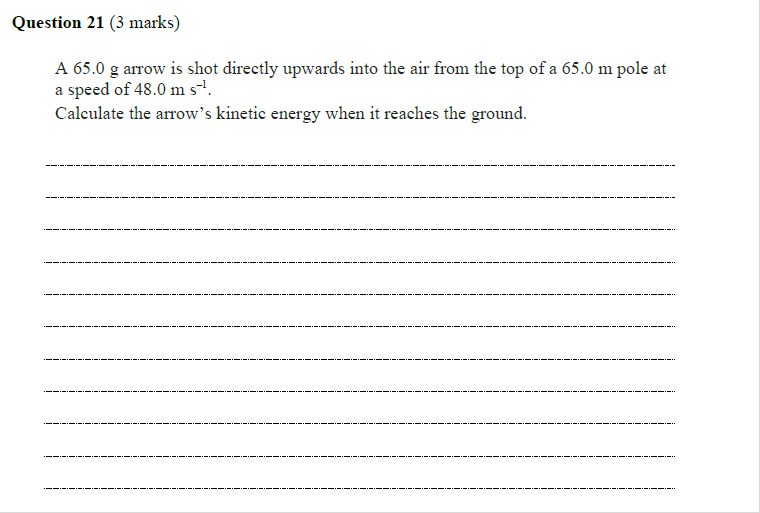 Question 21 (3 marks)
A 65.0 g arrow is shot directly upwards into the air from the top of a 65.0 m pole at
a speed of 48.0 m s⁻¹.
Calculate the arrow’s kinetic energy when it reaches the ground.